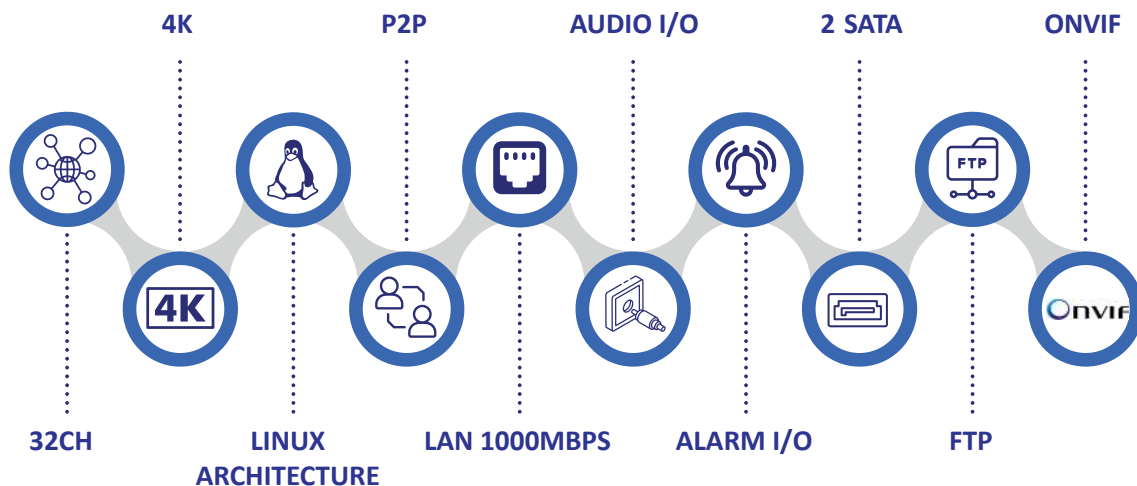 4K
P2P
AUDIO I/O
2 SATA
ONVIF
FTP
4K
ONVIF
32CH
LINUX
ARCHITECTURE
LAN 1000MBPS
ALARM I/O
FTP